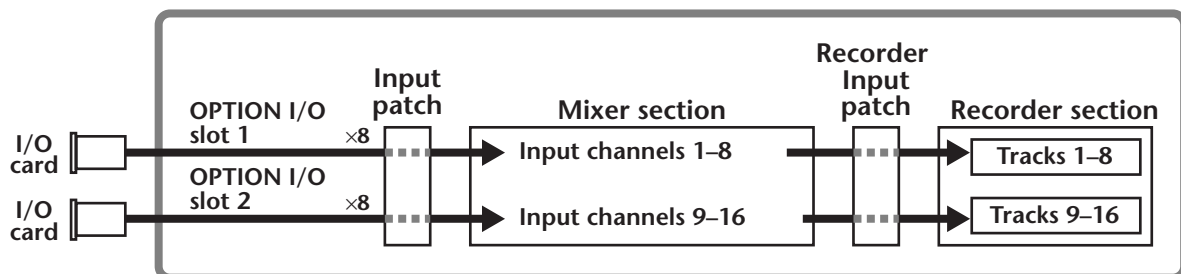 Input
patch
Recorder
Input
patch
Mixer section
Recorder section
I/O
card
OPTION I/O
slot 1
×8
Input channels 1–8
Tracks 1–8
I/O
card
OPTION I/O
slot 2
×8
Input channels 9–16
Tracks 9–16